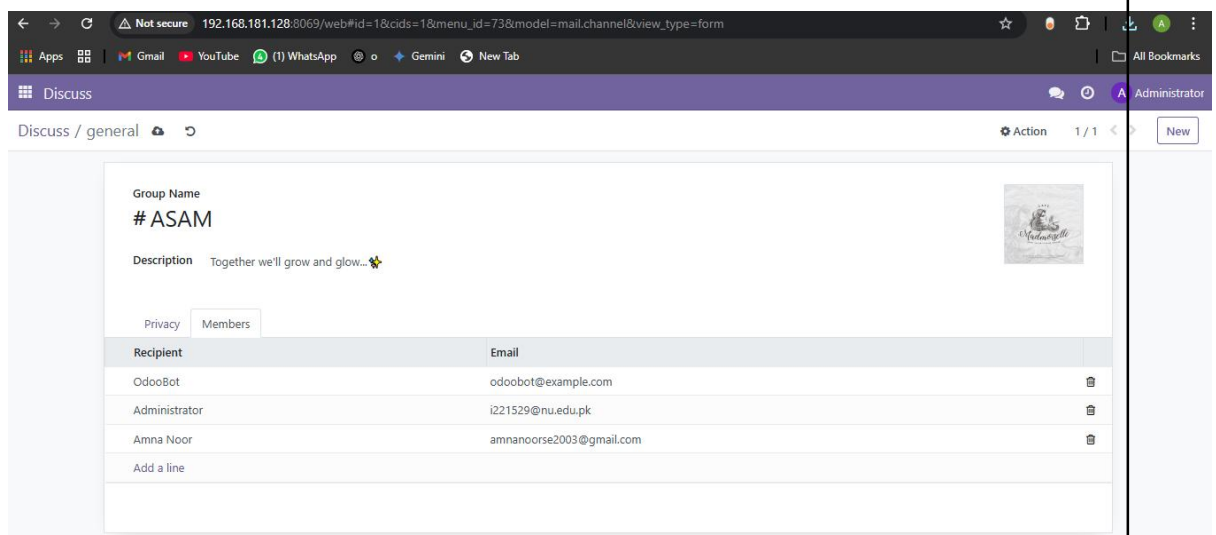 Not secure 192.168.181.128:8069/web#id=1&cids=1&menu_id=73&model=mail.channel&view_type=form A
Apps Gmail YouTube (1) WhatsApp o Gemini New Tab All Bookmarks
Discuss A Administrator
Discuss / general Action 1 / 1 New
Group Name
# ASAM
Mademoiselle
Description Together we'll grow and glow...✨
Privacy Members
Recipient Email
OdooBot odoobot@example.com
Administrator i221529@nu.edu.pk
Amna Noor amnanoorse2003@gmail.com
Add a line